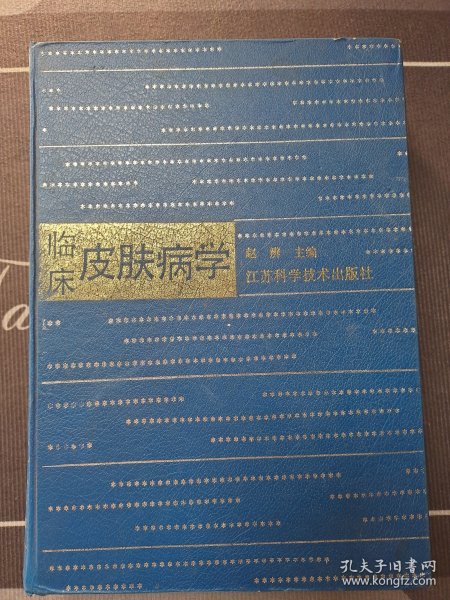 临床
皮肤病学
赵辨 主编
江苏科学技术出版社
孔夫子旧书网
www.kongfz.com